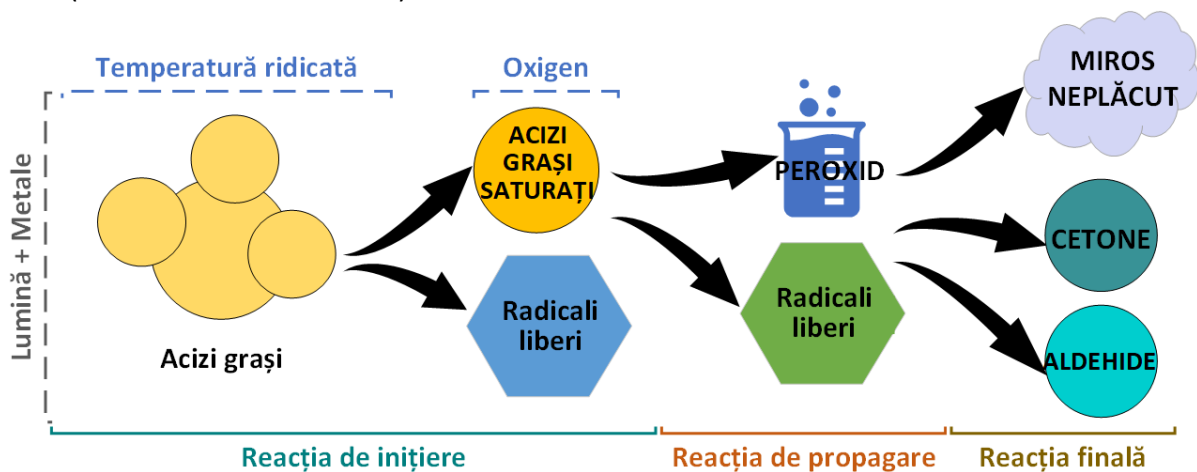 Temperatură ridicată
Oxigen
MIROS
NEPLĂCUT
Lumină + Metale
ACIZI
GRAȘI
SATURAȚI
PEROXID
CETONE
Radicali
liberi
Radicali
liberi
Acizi grași
ALDEHIDE
Reacția de inițiere
Reacția de propagare
Reacția finală